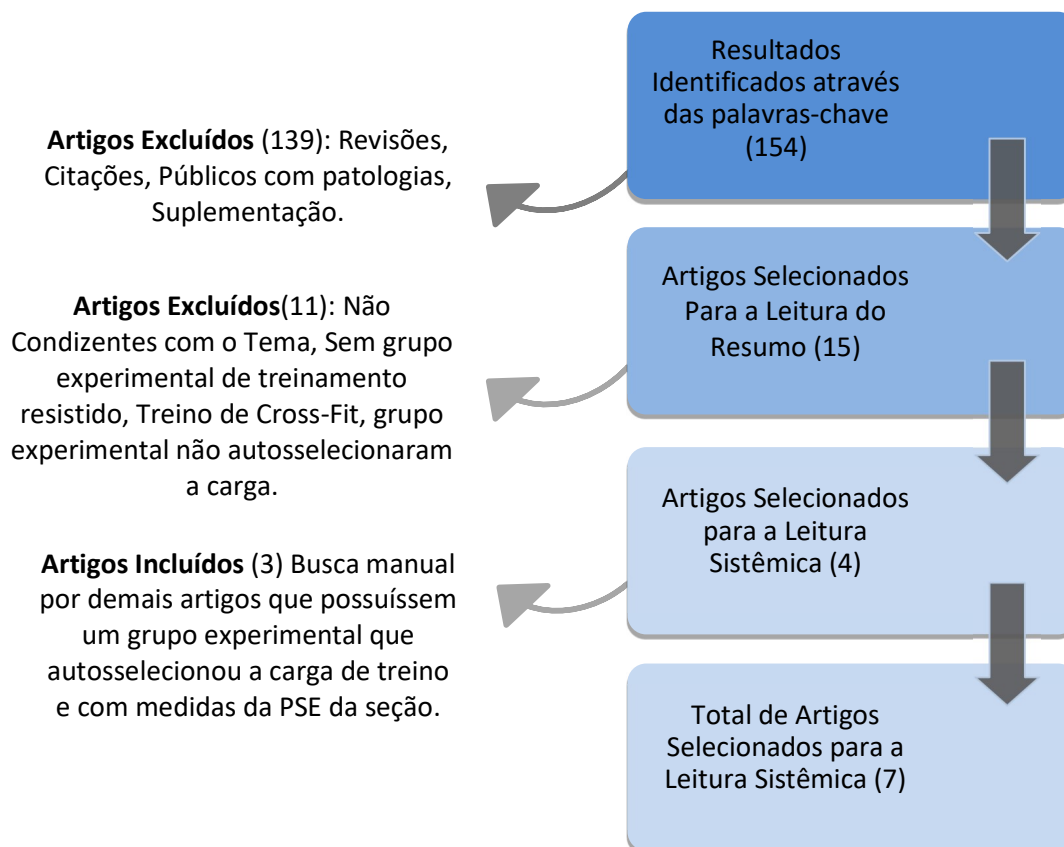 Resultados
Identificados através
das palavras-chave
(154)
Artigos Excluídos (139): Revisões,
Citações, Públicos com patologias,
Suplementação.
Artigos Selecionados
Para a Leitura do
Resumo (15)
Artigos Excluídos(11): Não
Condizentes com o Tema, Sem grupo
experimental de treinamento
resistido, Treino de Cross-Fit, grupo
experimental não autosselecionaram
a carga.
Artigos Selecionados
para a Leitura
Sistêmica (4)
Artigos Incluídos (3) Busca manual
por demais artigos que possuíssem
um grupo experimental que
autosselecionou a carga de treino
e com medidas da PSE da seção.
Total de Artigos
Selecionados para a
Leitura Sistêmica (7)